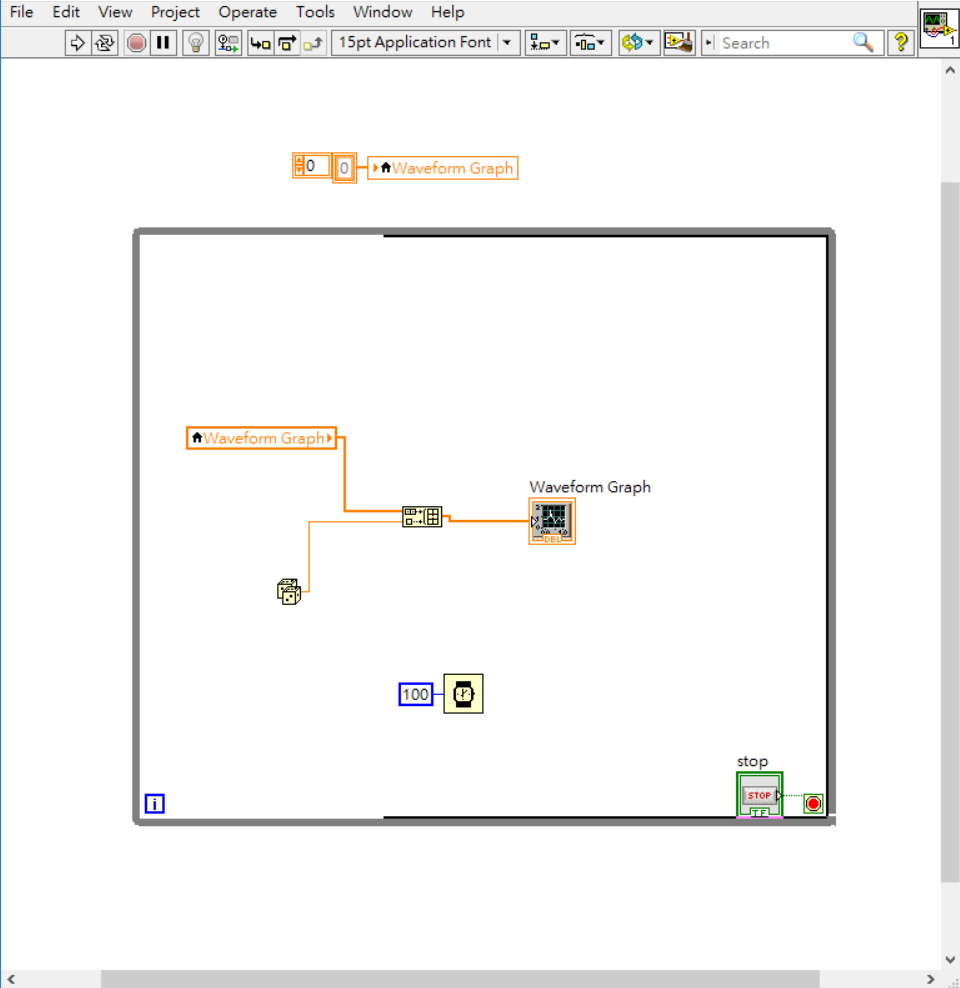 File Edit View Project Operate Tools Window Help
15pt Application Font Search ?
1
0 0 Waveform Graph
Waveform Graph
Waveform Graph
DBL
100
stop
STOP
TF
i